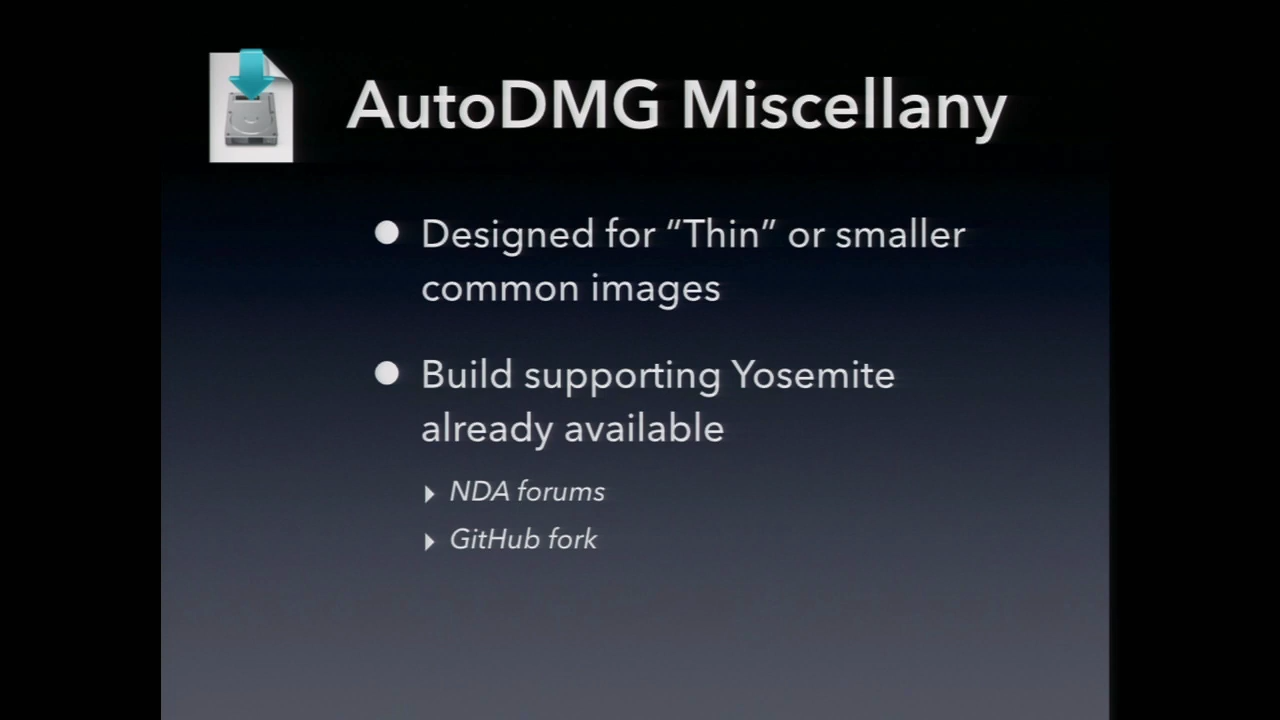 AutoDMG Miscellany
Designed for “Thin” or smaller
common images
Build supporting Yosemite
already available
NDA forums
GitHub fork